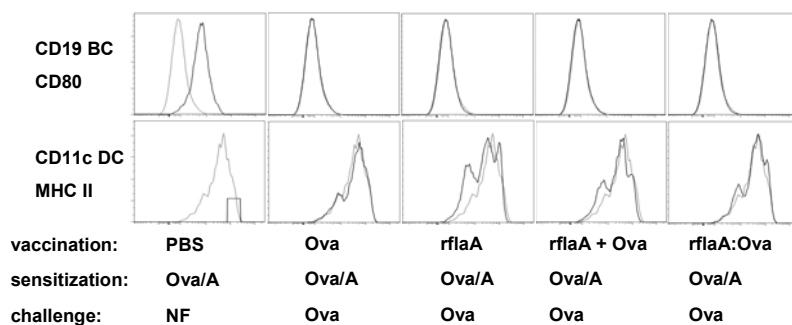 CD19 BC
CD80
CD11c DC
MHC II
vaccination: PBS Ova rflaA rflaA + Ova rflaA:Ova
sensitization: Ova/A Ova/A Ova/A Ova/A Ova/A
challenge: NF Ova Ova Ova Ova